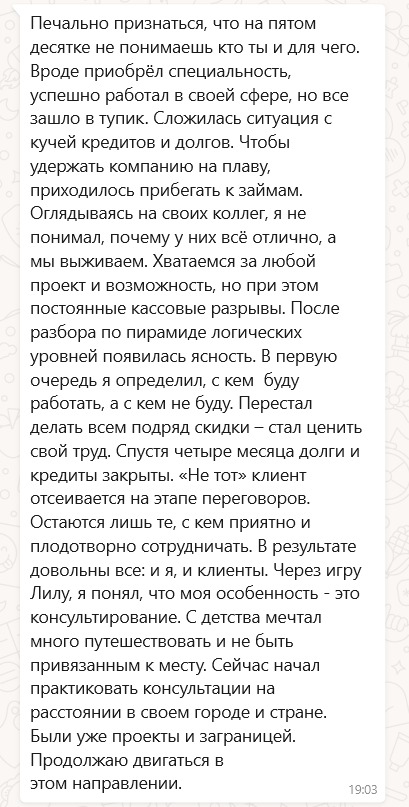 Печально признаться, что на пятом
десятке не понимаешь кто ты и для чего.
Вроде приобрёл специальность,
успешно работал в своей сфере, но все
зашло в тупик. Сложилась ситуация с
кучей кредитов и долгов. Чтобы
удержать компанию на плаву,
приходилось прибегать к займам.
Оглядываясь на своих коллег, я не
понимал, почему у них всё отлично, а
мы выживаем. Хватаемся за любой
проект и возможность, но при этом
постоянные кассовые разрывы. После
разбора по пирамиде логических
уровней появилась ясность. В первую
очередь я определил, с кем  буду
работать, а с кем не буду. Перестал
делать всем подряд скидки – стал ценить
свой труд. Спустя четыре месяца долги и
кредиты закрыты. «Не тот» клиент
отсеивается на этапе переговоров.
Остаются лишь те, с кем приятно и
плодотворно сотрудничать. В результате
довольны все: и я, и клиенты. Через игру
Лилу, я понял, что моя особенность - это
консультирование. С детства мечтал
много путешествовать и не быть
привязанным к месту. Сейчас начал
практиковать консультации на
расстоянии в своем городе и стране.
Были уже проекты и заграницей.
Продолжаю двигаться в
этом направлении.
19:03